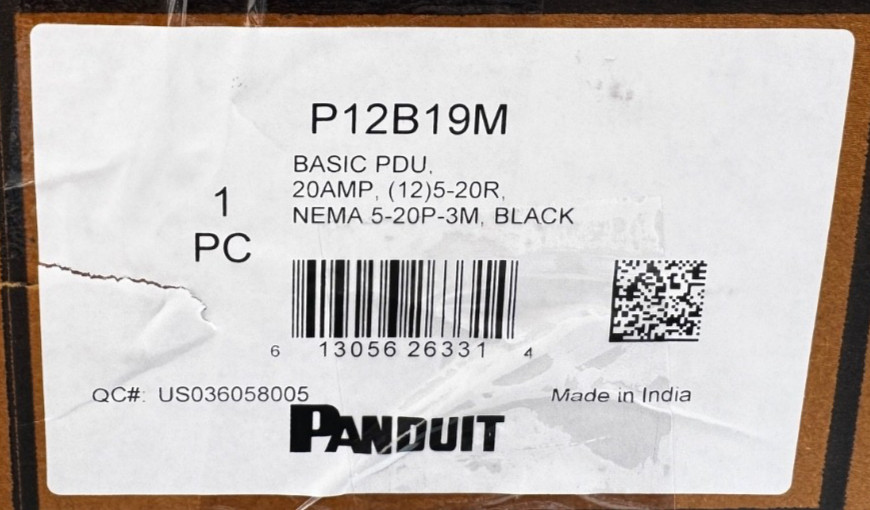 P12B19M
BASIC PDU,
20AMP, (12)5-20R,
NEMA 5-20P-3M, BLACK
1
PC
6 13056 26331 4
QC#: US036058005
Made in India
PANDUIT